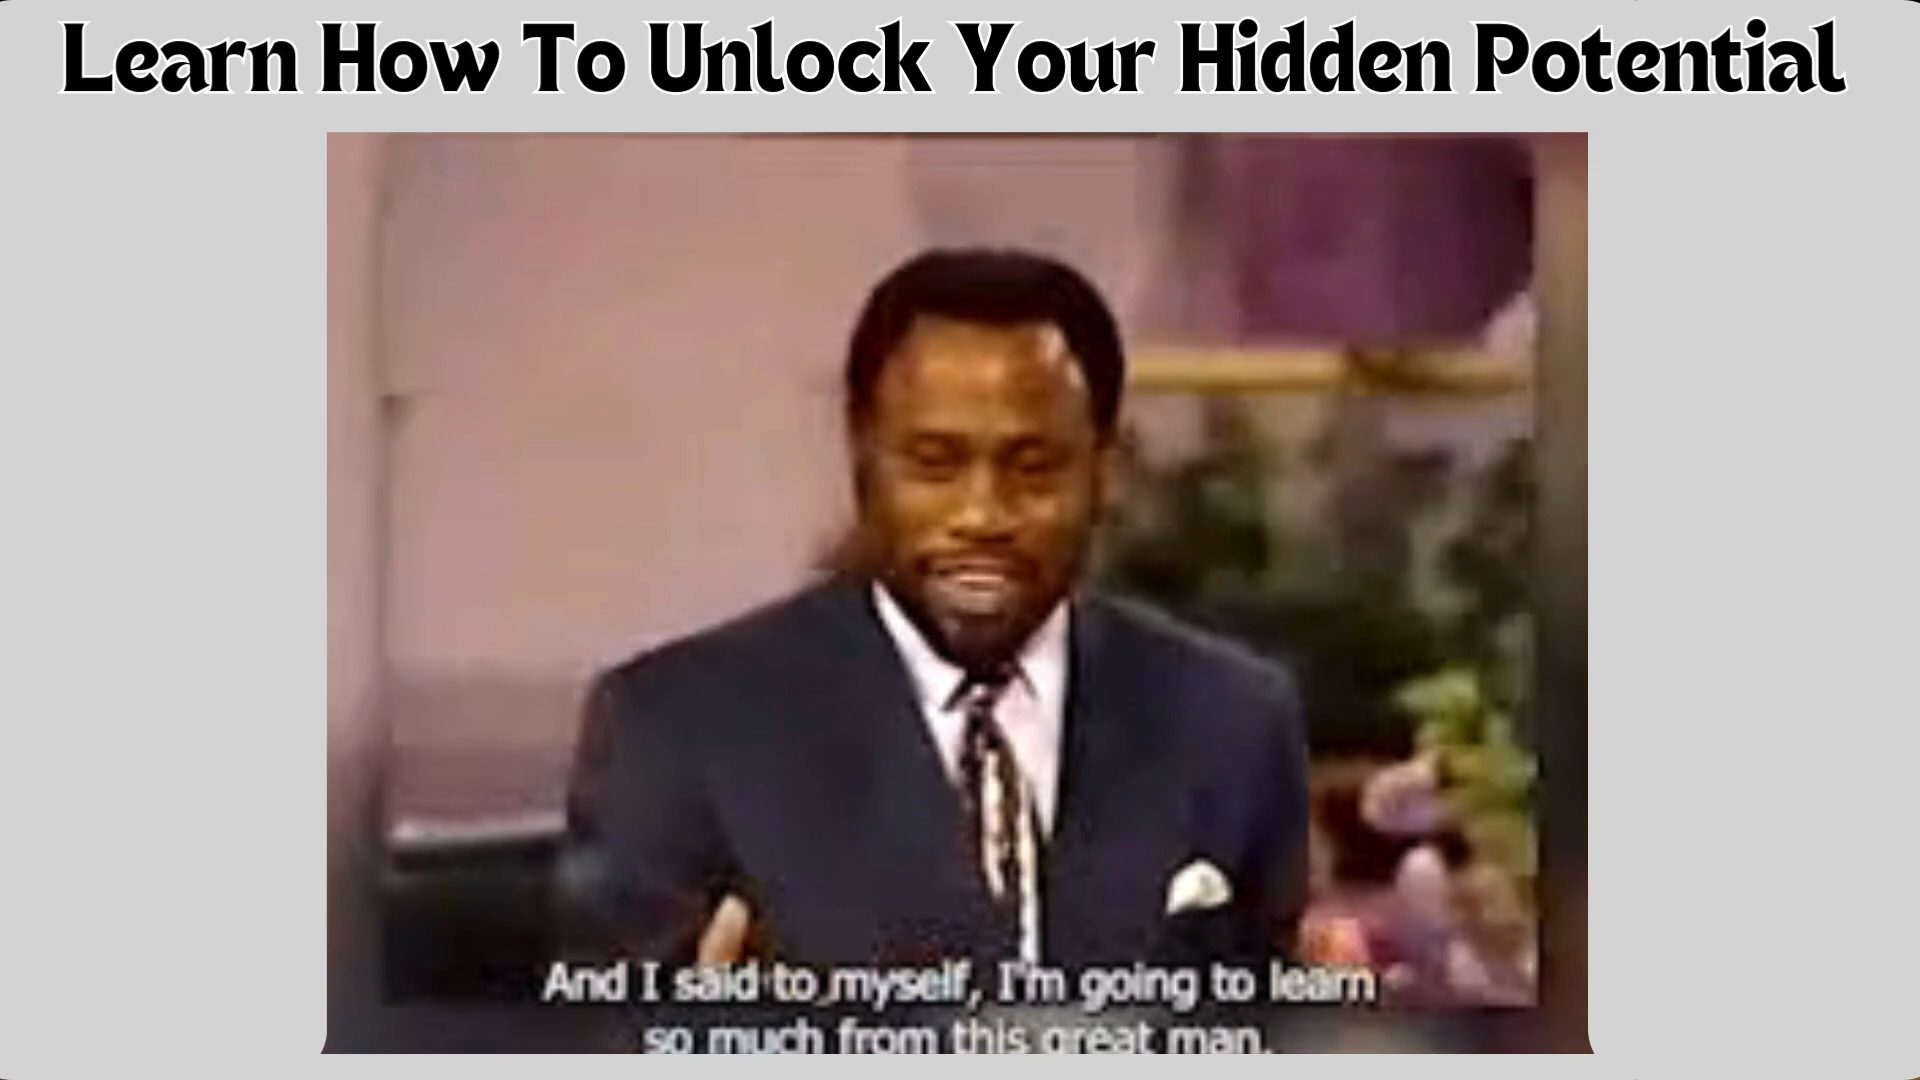 Learn How To Unlock Your Hidden Potential
And I said to myself, I'm going to learn
so much from this great man.